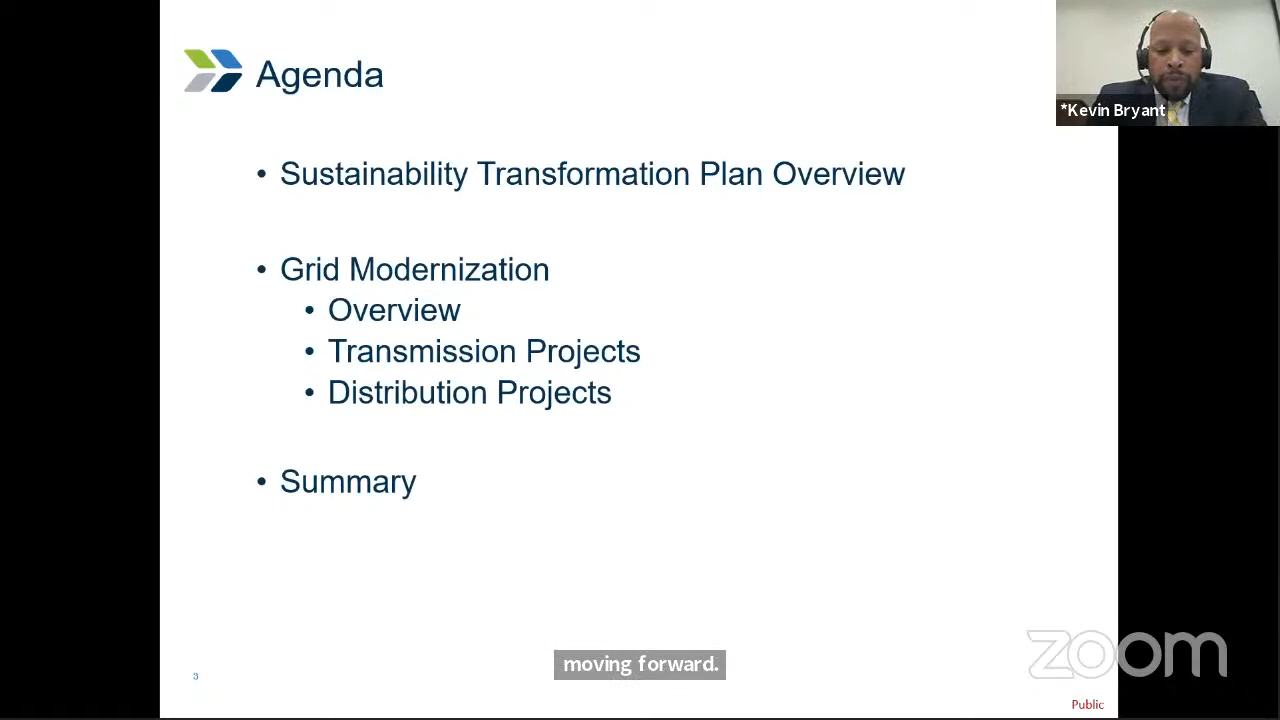 Agenda
*Kevin Bryant
• Sustainability Transformation Plan Overview
• Grid Modernization
• Overview
• Transmission Projects
• Distribution Projects
• Summary
moving forward.
zoom
3
Public